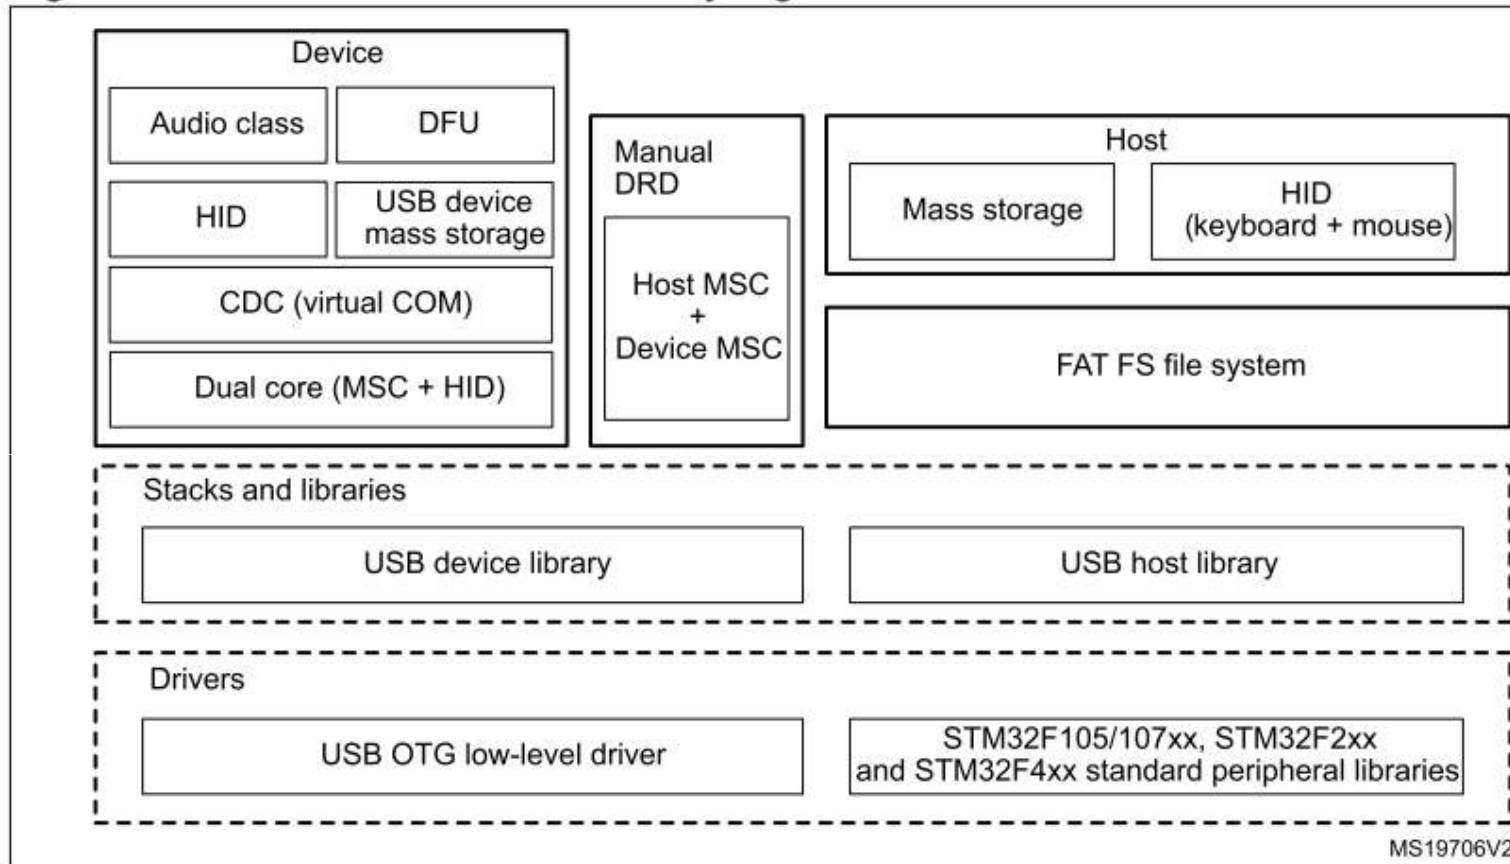 Device
Audio class
DFU
HID
USB device
mass storage
CDC (virtual COM)
Dual core (MSC + HID)
Manual
DRD
Host MSC
+
Device MSC
Host
Mass storage
HID
(keyboard + mouse)
FAT FS file system
Stacks and libraries
USB device library
USB host library
Drivers
USB OTG low-level driver
STM32F105/107xx, STM32F2xx
and STM32F4xx standard peripheral libraries
MS19706V2